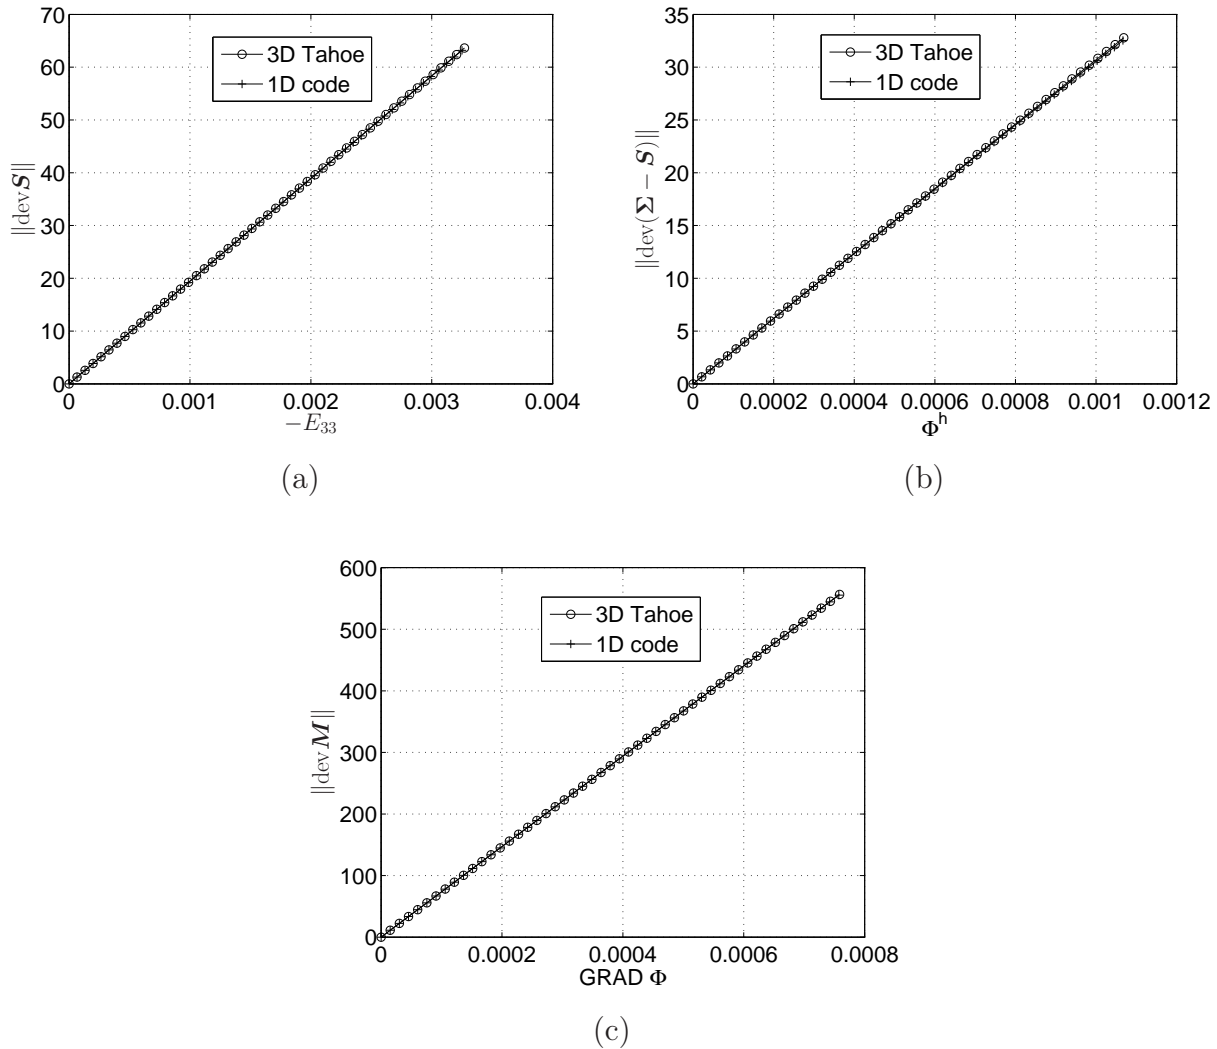 70
60
50
40
30
20
10
0
‖dev𝑺‖
3D Tahoe
1D code
0 0.001 0.002 0.003 0.004
−E₃₃
(a)
35
30
25
20
15
10
5
0
‖dev(𝚺 − 𝑺)‖
3D Tahoe
1D code
0 0.0002 0.0004 0.0006 0.0008 0.001 0.0012
Φʰ
(b)
600
500
400
300
200
100
0
‖dev𝑴‖
3D Tahoe
1D code
0 0.0002 0.0004 0.0006 0.0008
GRAD Φ
(c)